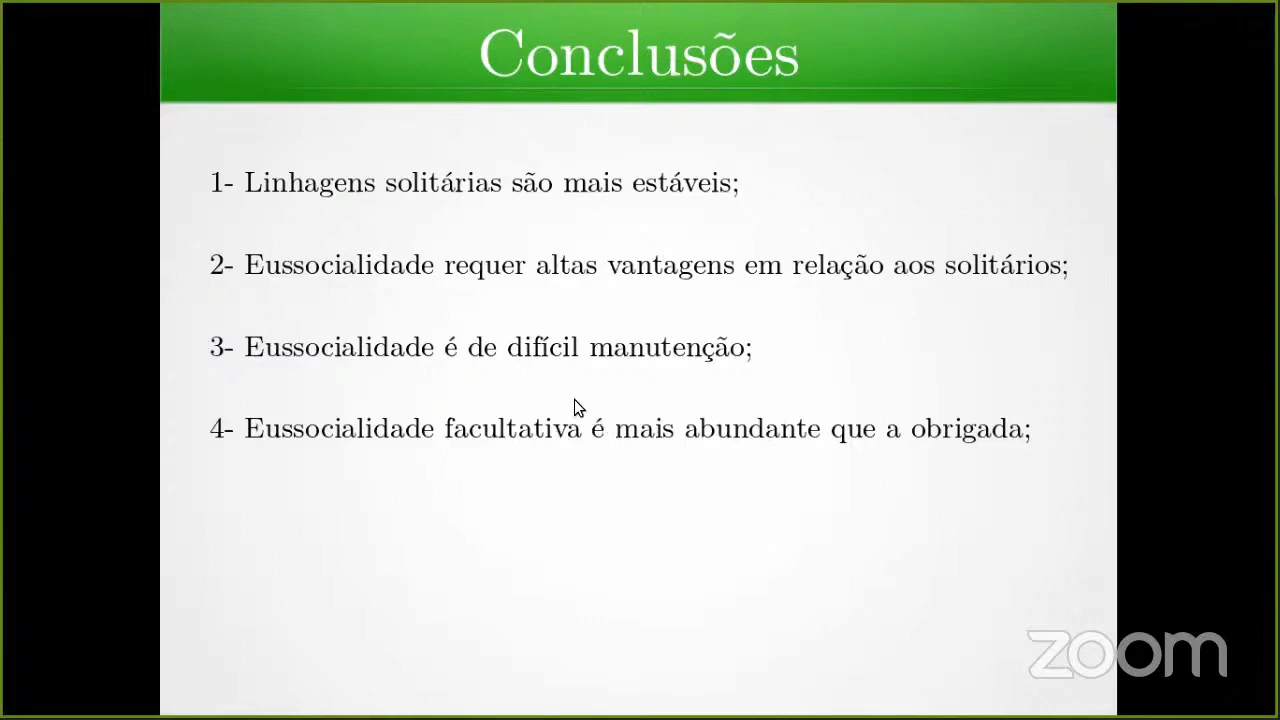 Conclusões
1- Linhagens solitárias são mais estáveis;
2- Eussocialidade requer altas vantagens em relação aos solitários;
3- Eussocialidade é de difícil manutenção;
4- Eussocialidade facultativa é mais abundante que a obrigada;
zoom